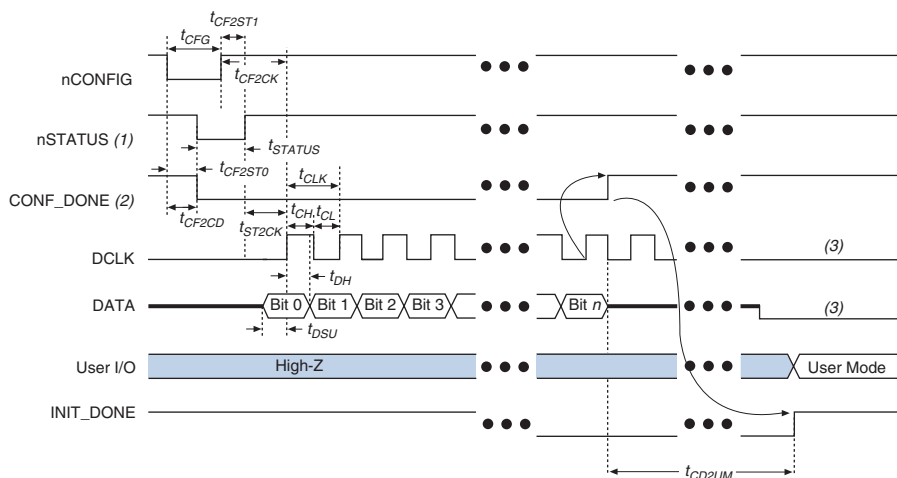 tCF2ST1
tCFG
nCONFIG
tCF2CK
nSTATUS (1)
tSTATUS
tCF2ST0
tCLK
CONF_DONE (2)
tCF2CD
tST2CK
tCH
tCL
DCLK
(3)
tDH
DATA
Bit 0
Bit 1
Bit 2
Bit 3
Bit n
(3)
tDSU
User I/O
High-Z
User Mode
INIT_DONE
tCD2UM